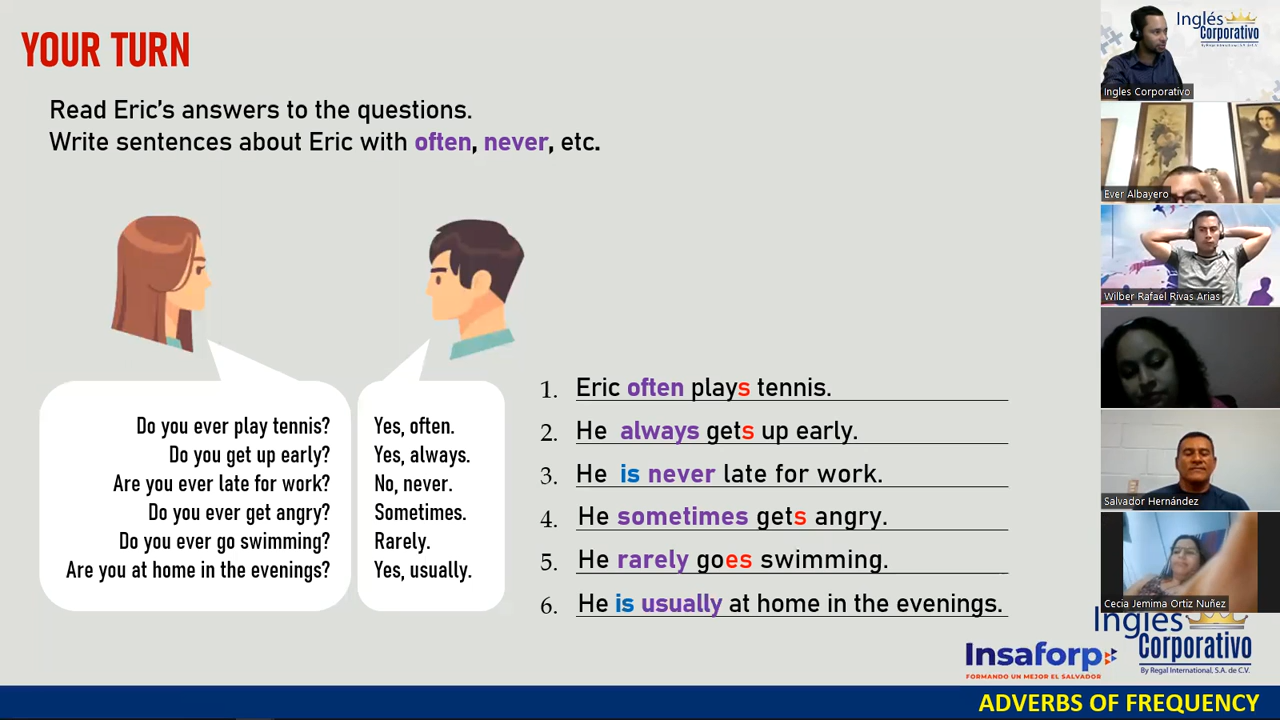 YOUR TURN
Read Eric's answers to the questions.
Write sentences about Eric with often, never, etc.
Do you ever play tennis?
Do you get up early?
Are you ever late for work?
Do you ever get angry?
Do you ever go swimming?
Are you at home in the evenings?
Yes, often.
Yes, always.
No, never.
Sometimes.
Rarely.
Yes, usually.
1. Eric often plays tennis.
2. He always gets up early.
3. He is never late for work.
4. He sometimes gets angry.
5. He rarely goes swimming.
6. He is usually at home in the evenings.
Inglés
Corporativo
By Regal International, S.A. de C.V.
Ingles Corporativo
Ever Albayero
Wilber Rafael Rivas Arias
Salvador Hernández
Cecia Jemima Ortiz Nuñez
Insaforp
FORMANDO UN MEJOR EL SALVADOR
Inglés
Corporativo
By Regal International, S.A. de C.V.
ADVERBS OF FREQUENCY